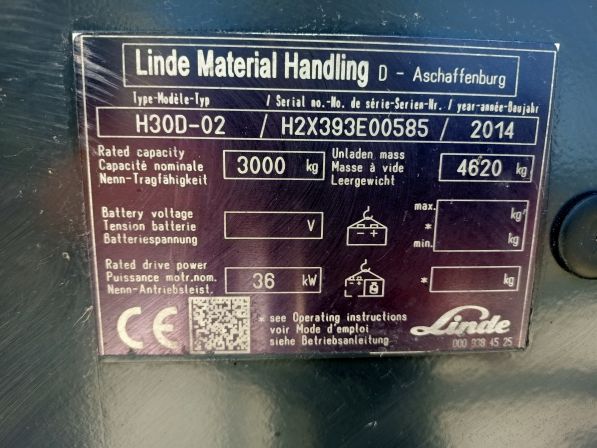 Linde Material Handling D - Aschaffenburg
Type-Modèle-Typ / Serial no.-No. de série-Serien-Nr. / year-année-Baujahr
H30D-02 / H2X393E00585 / 2014
Rated capacity
Capacité nominale
Nenn-Tragfähigkeit
3000 kg
Unladen mass
Masse à vide
Leergewicht
4620 kg
Battery voltage
Tension batterie
Batteriespannung
V
- +
max. kg
*
min. kg
Rated drive power
Puissance motr.nom.
Nenn-Antriebsleist.
36 kW
- +
* kg
CE
* see Operating instructions
voir Mode d'emploi
siehe Betriebsanleitung
Linde
000 938 45 25